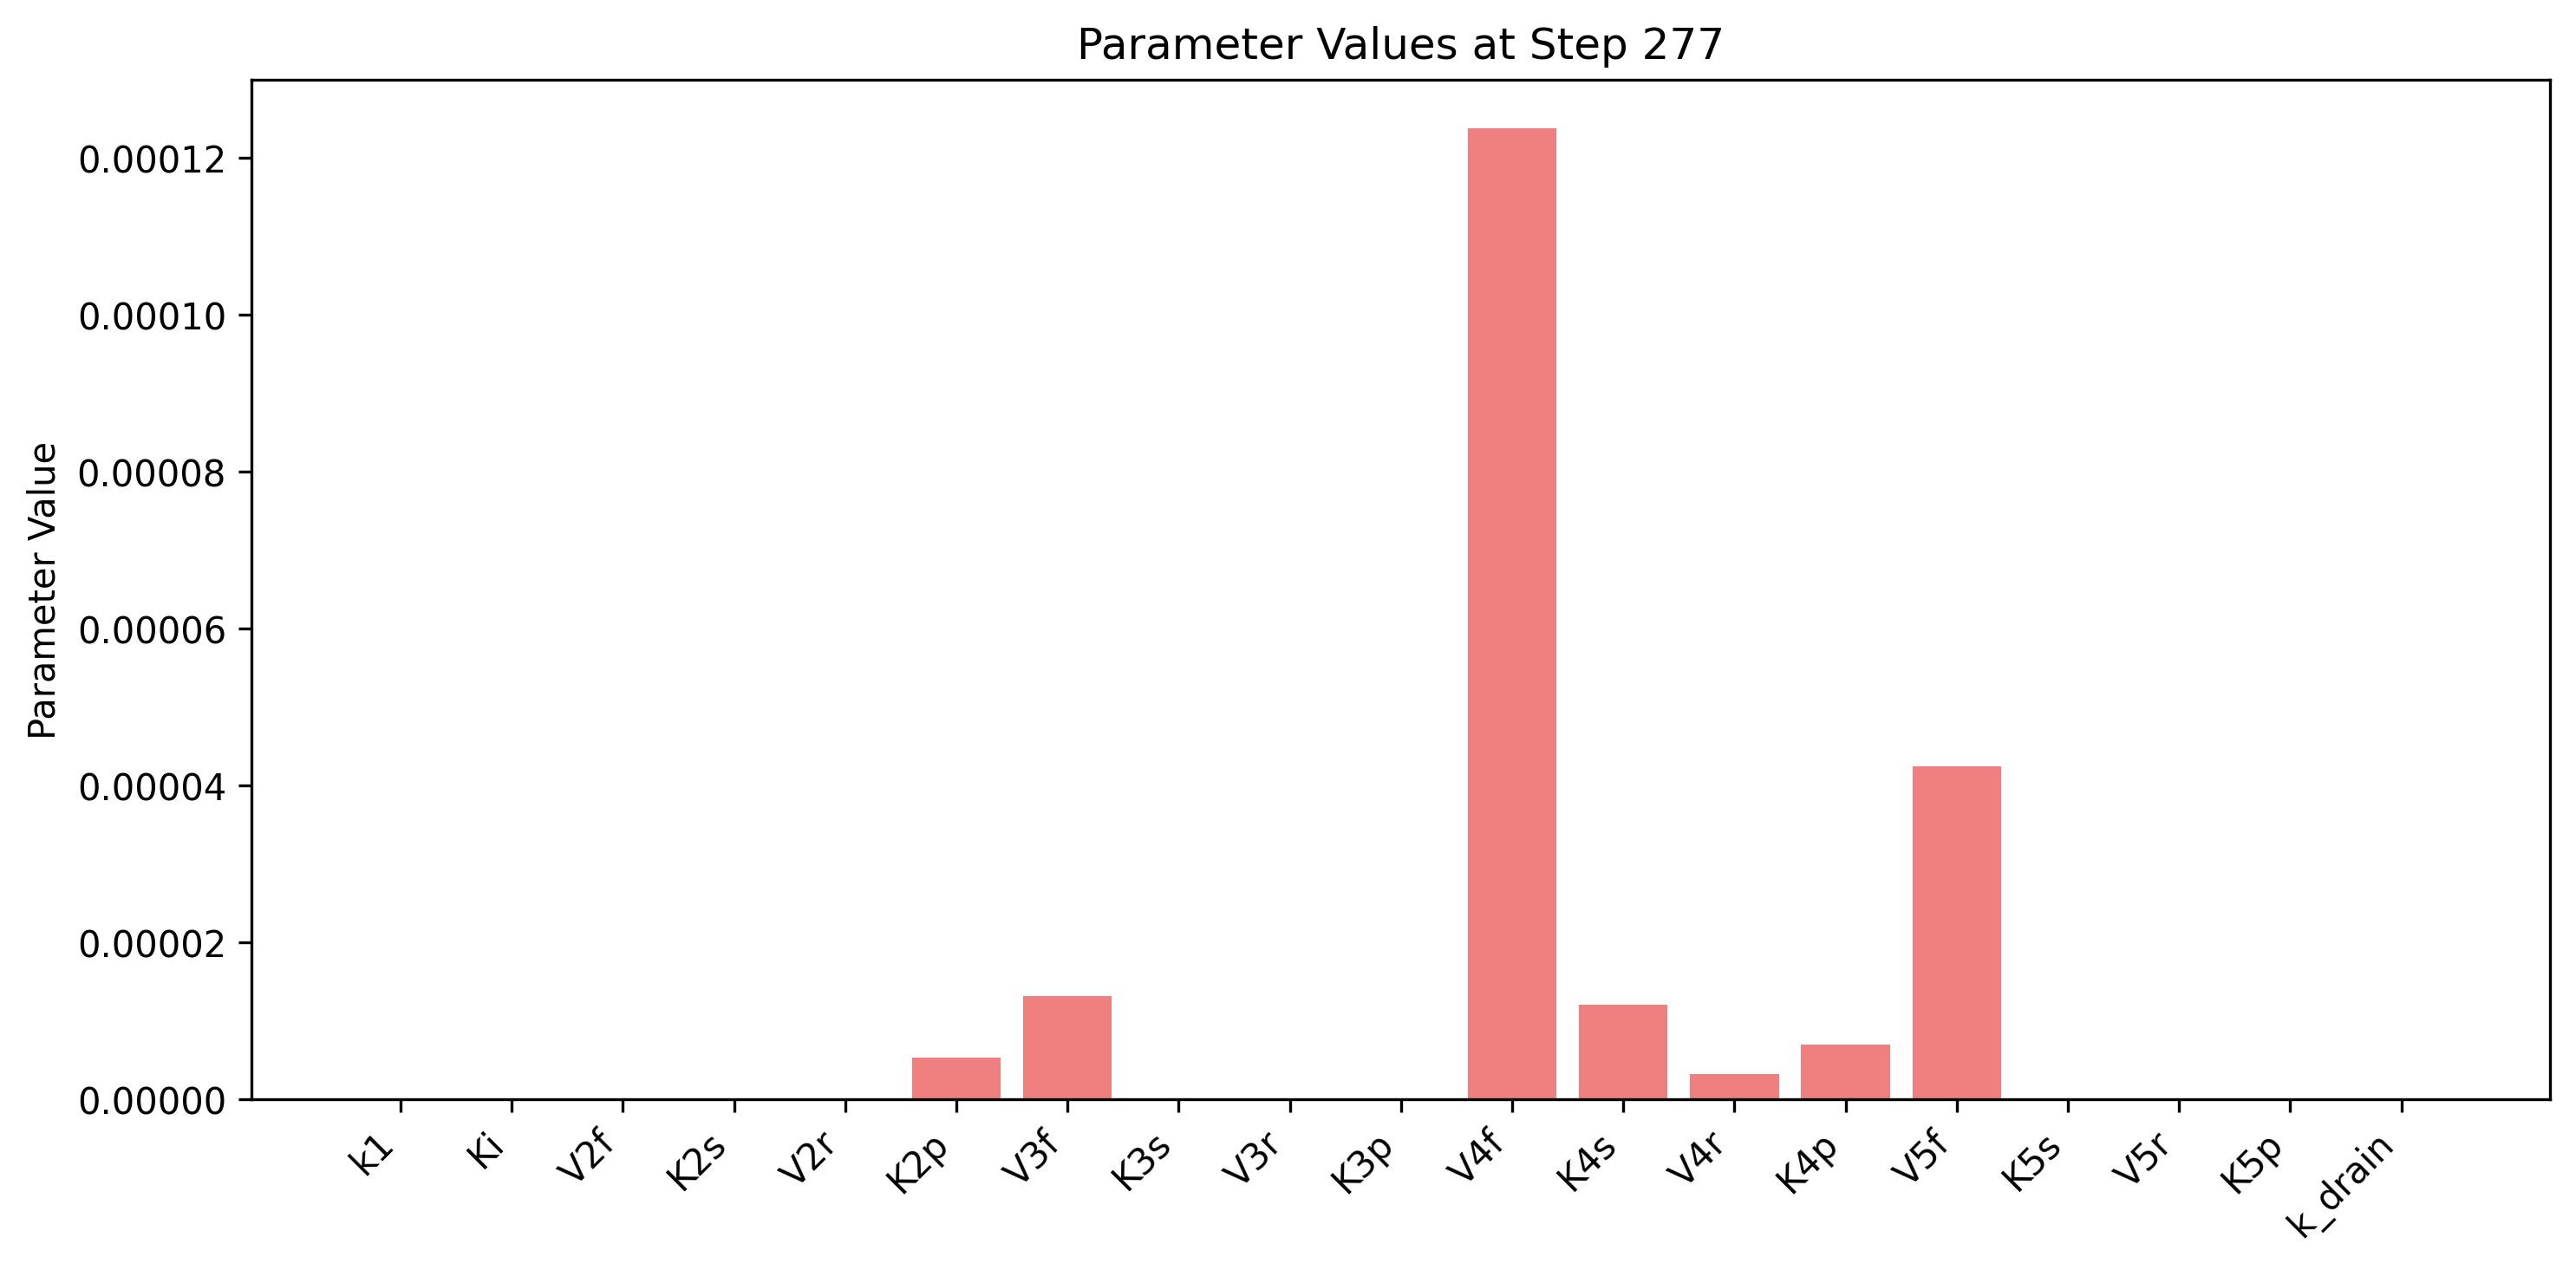 Parameter Values at Step 277
Parameter Value
0.00012
0.00010
0.00008
0.00006
0.00004
0.00002
0.00000
k1
Ki
V2f
K2s
V2r
K2p
V3f
K3s
V3r
K3p
V4f
K4s
V4r
K4p
V5f
K5s
V5r
K5p
k_drain